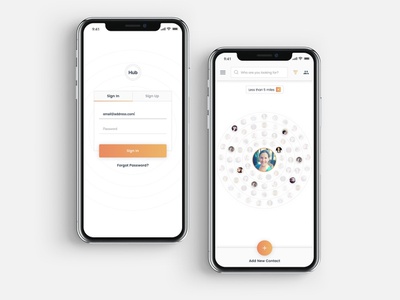 9:41
Hub
Sign In
Sign Up
email@address.com
Password
Sign In
Forgot Password?
9:41
Who are you looking for?
Less than 5 miles
Add New Contact